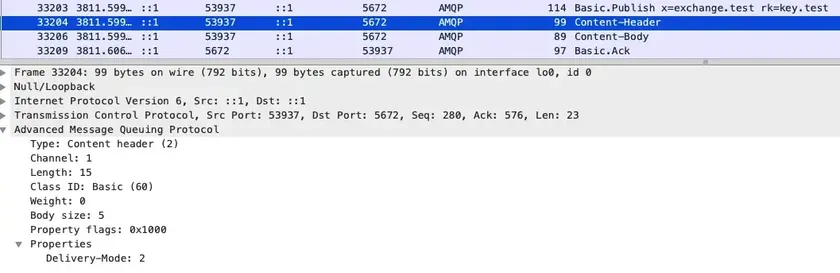 33203 3811.599… ::1 53937 ::1 5672 AMQP 114 Basic.Publish x=exchange.test rk=key.test
33204 3811.599… ::1 53937 ::1 5672 AMQP 99 Content-Header
33206 3811.599… ::1 53937 ::1 5672 AMQP 89 Content-Body
33209 3811.606… ::1 5672 ::1 53937 AMQP 97 Basic.Ack
Frame 33204: 99 bytes on wire (792 bits), 99 bytes captured (792 bits) on interface lo0, id 0
Null/Loopback
Internet Protocol Version 6, Src: ::1, Dst: ::1
Transmission Control Protocol, Src Port: 53937, Dst Port: 5672, Seq: 280, Ack: 576, Len: 23
Advanced Message Queuing Protocol
Type: Content header (2)
Channel: 1
Length: 15
Class ID: Basic (60)
Weight: 0
Body size: 5
Property flags: 0x1000
Properties
Delivery-Mode: 2